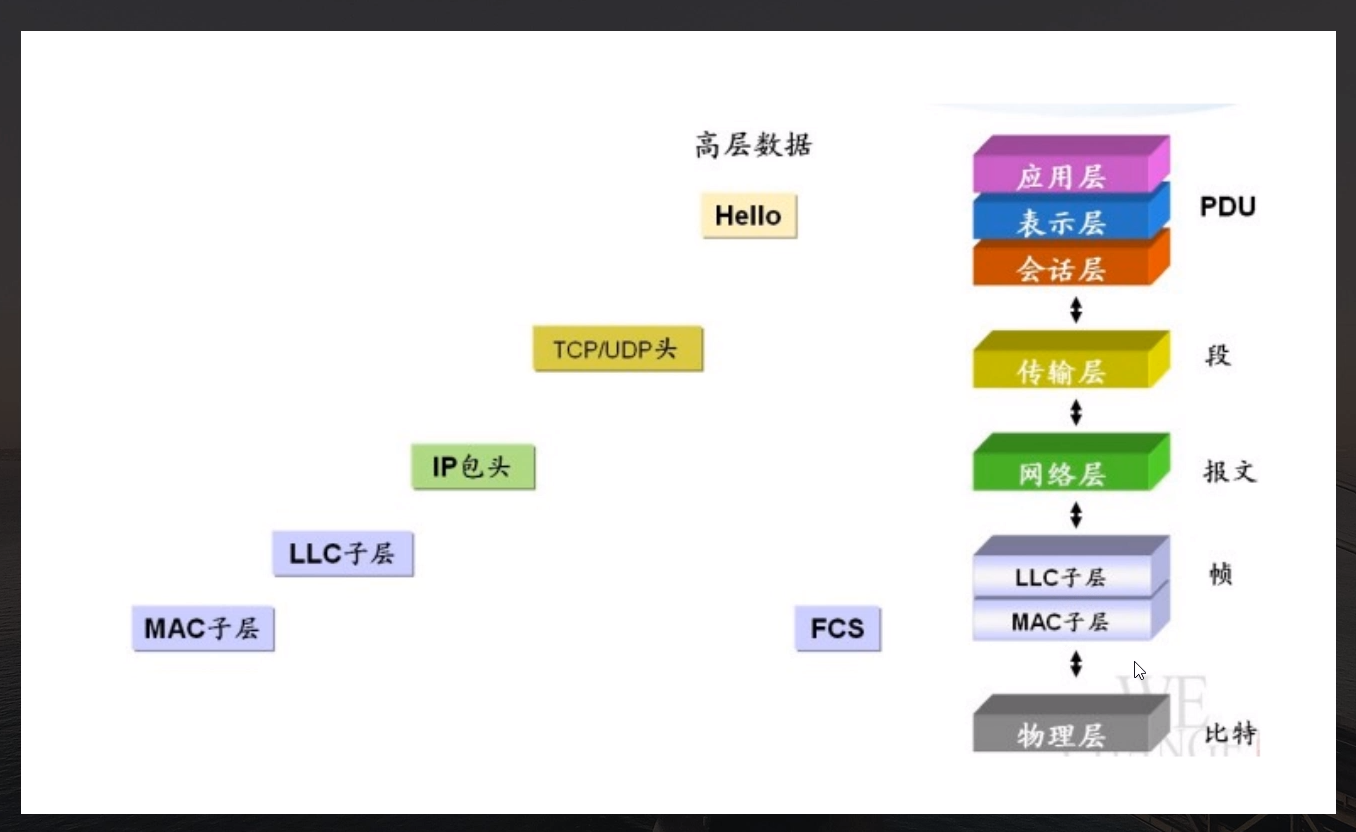 高层数据
Hello
TCP/UDP头
IP包头
LLC子层
MAC子层
FCS
应用层
表示层
会话层
PDU
传输层
段
网络层
报文
LLC子层
MAC子层
帧
物理层
比特
WE